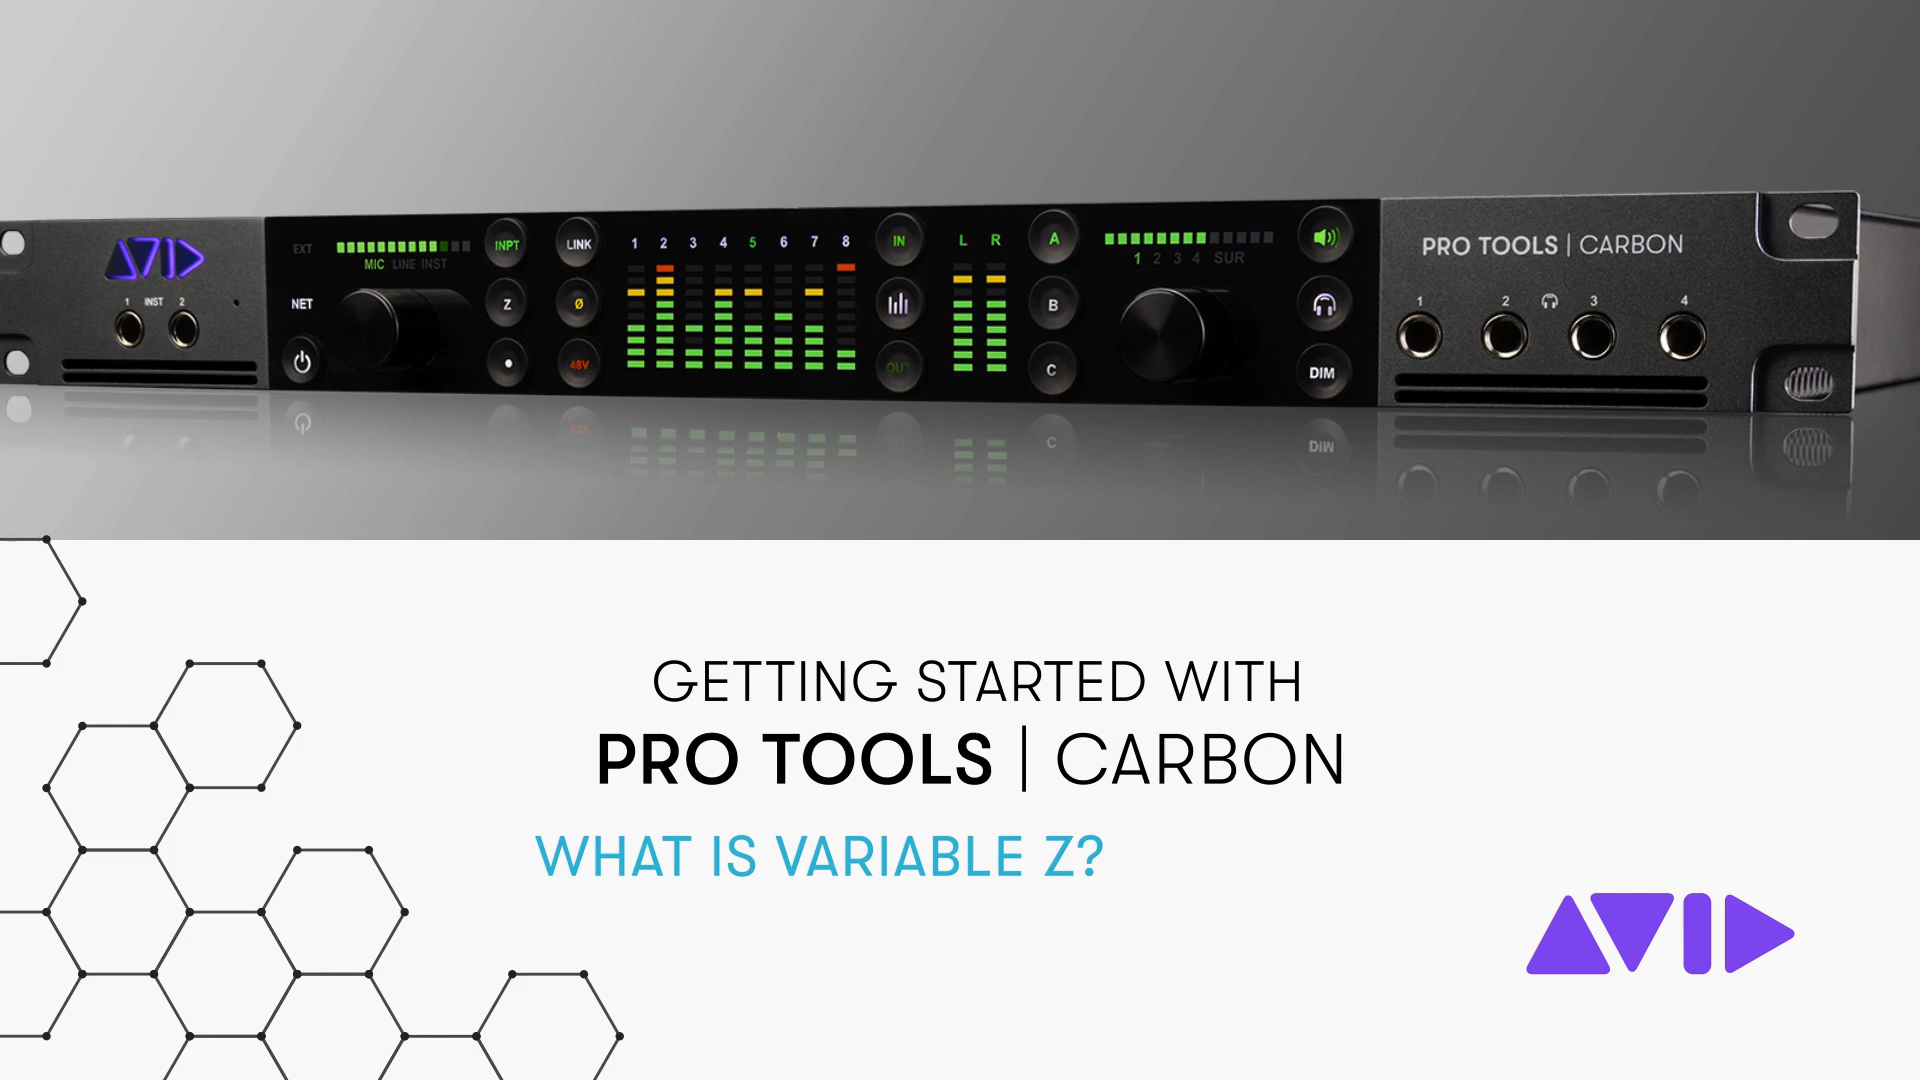 EXT
MIC LINE INST
INPT
LINK
1 2 3 4 5 6 7 8
IN
L R
A
1 2 3 4 SUR
PRO TOOLS | CARBON
AVID
1 INST 2
NET
Z
Ø
B
1 2 3 4
48V
OUT
C
DIM
GETTING STARTED WITH
PRO TOOLS | CARBON
WHAT IS VARIABLE Z?
AVID